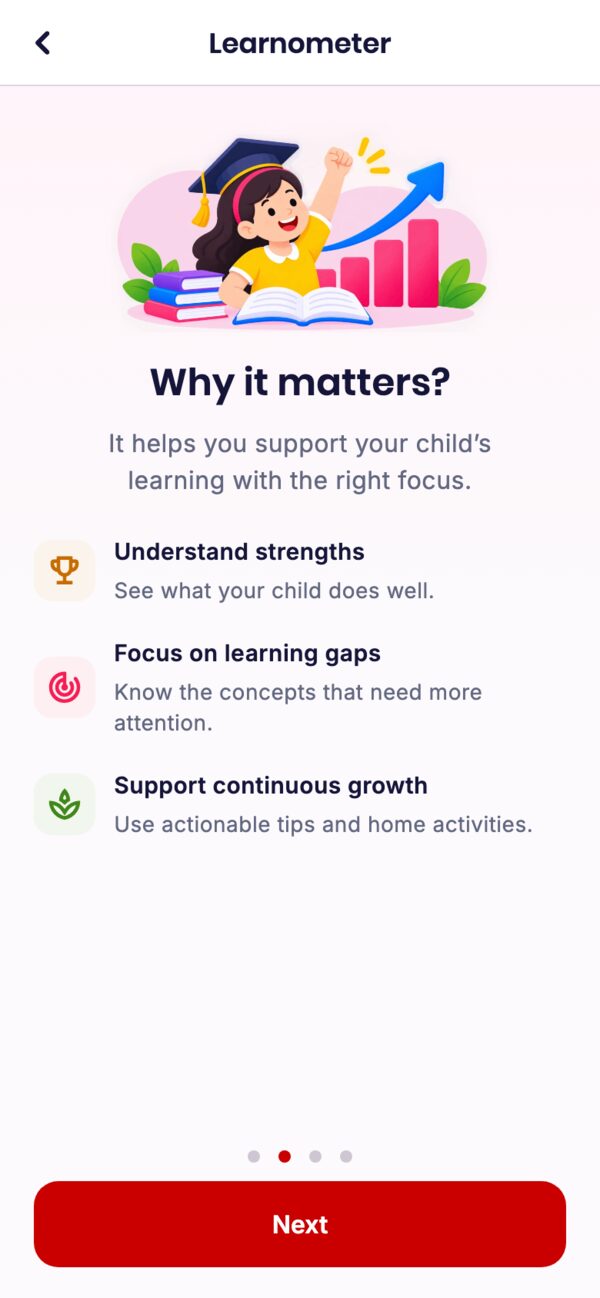 Learnometer
Why it matters?
It helps you support your child’s
learning with the right focus.
Understand strengths
See what your child does well.
Focus on learning gaps
Know the concepts that need more
attention.
Support continuous growth
Use actionable tips and home activities.
Next